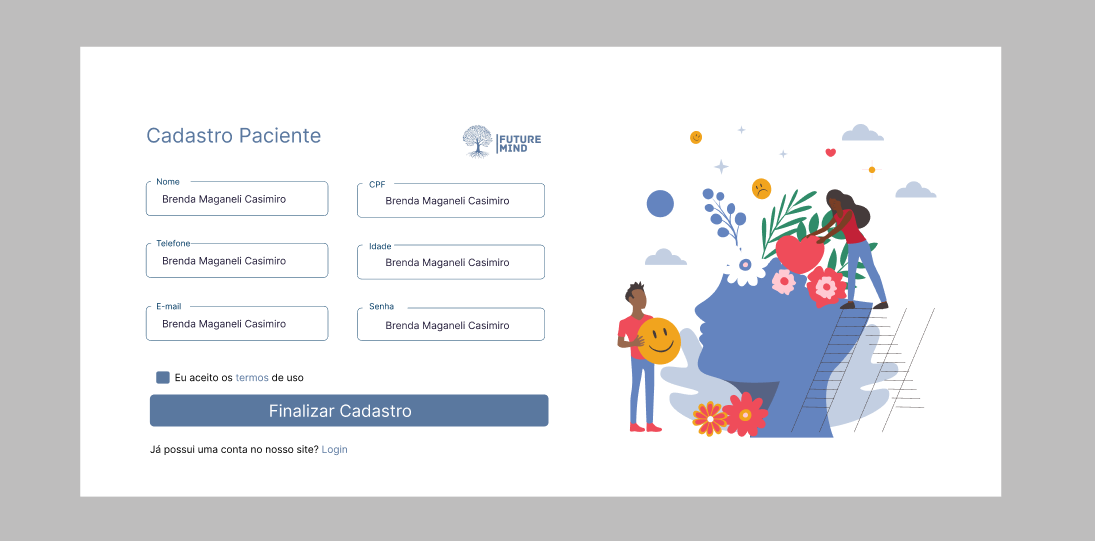 Cadastro Paciente
FUTURE
MIND
Nome
Brenda Maganeli Casimiro
CPF
Brenda Maganeli Casimiro
Telefone
Brenda Maganeli Casimiro
Idade
Brenda Maganeli Casimiro
E-mail
Brenda Maganeli Casimiro
Senha
Brenda Maganeli Casimiro
Eu aceito os termos de uso
Finalizar Cadastro
Já possui uma conta no nosso site? Login